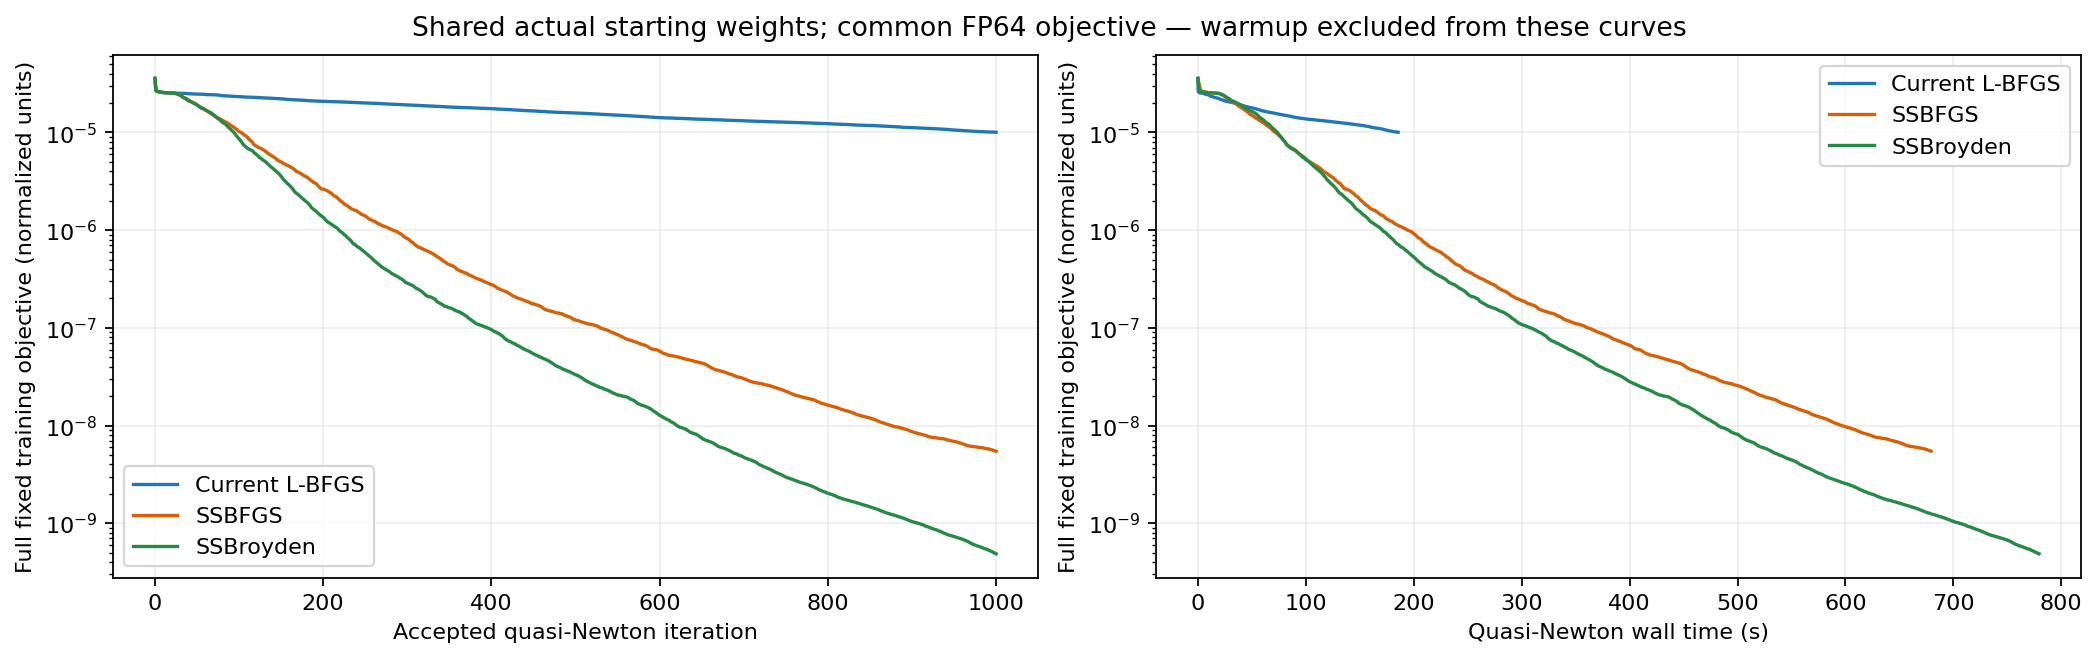 Shared actual starting weights; common FP64 objective — warmup excluded from these curves
Full fixed training objective (normalized units)
10⁻⁵
10⁻⁶
10⁻⁷
10⁻⁸
10⁻⁹
Current L-BFGS
SSBFGS
SSBroyden
0 200 400 600 800 1000
Accepted quasi-Newton iteration
Full fixed training objective (normalized units)
10⁻⁵
10⁻⁶
10⁻⁷
10⁻⁸
10⁻⁹
Current L-BFGS
SSBFGS
SSBroyden
0 100 200 300 400 500 600 700 800
Quasi-Newton wall time (s)